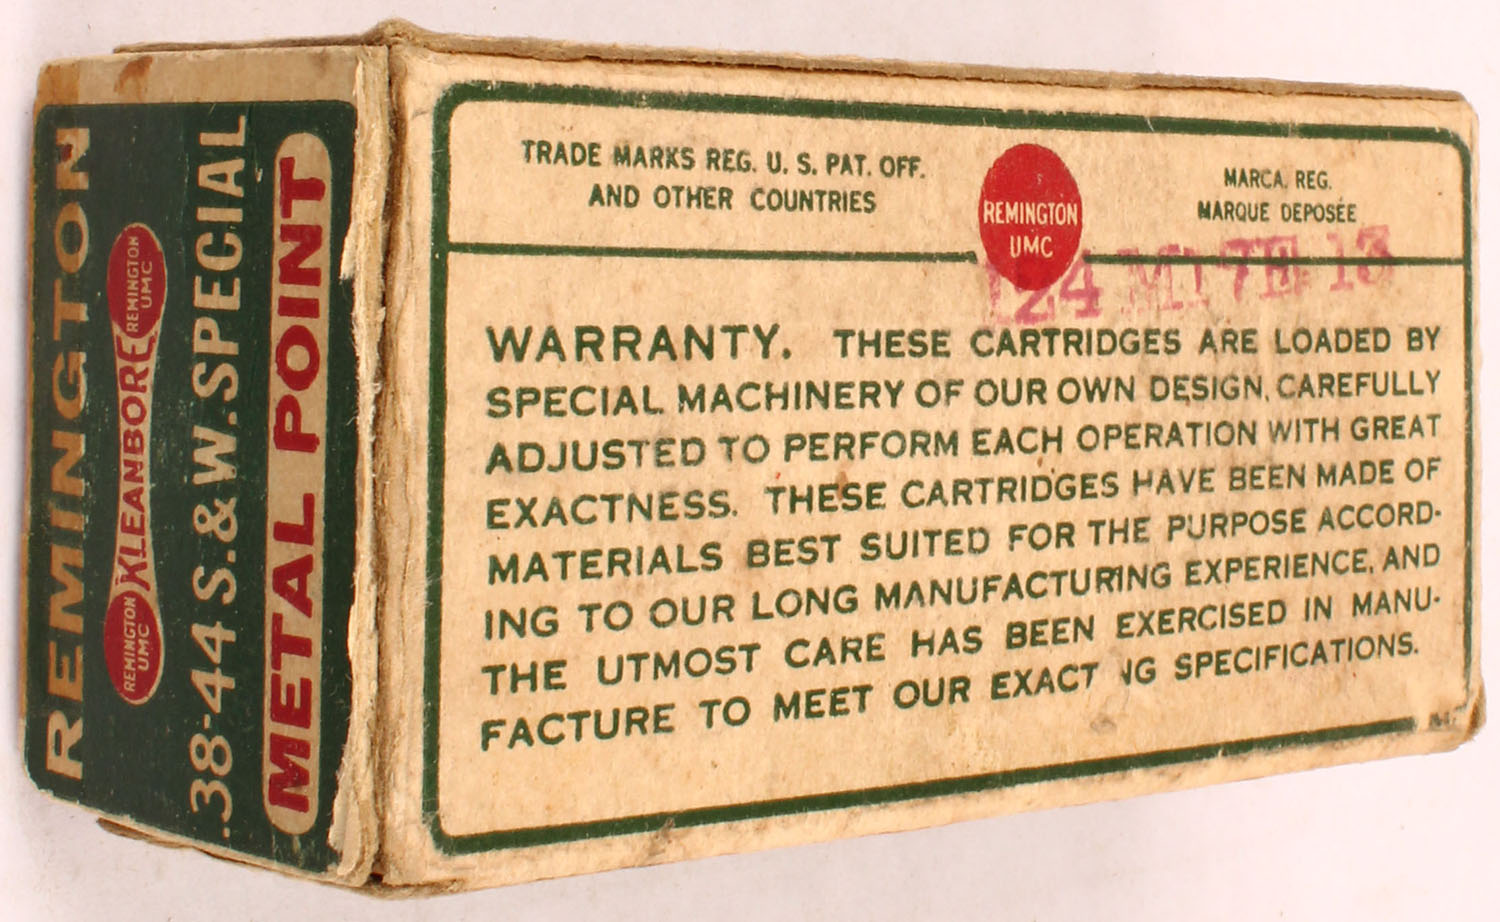 REMINGTON
REMINGTON
UMC
KLEANBORE
REMINGTON
UMC
.38-44 S.& W. SPECIAL
METAL POINT
TRADE MARKS REG. U. S. PAT. OFF.
AND OTHER COUNTRIES
REMINGTON
UMC
MARCA. REG.
MARQUE DEPOSÉE
WARRANTY. THESE CARTRIDGES ARE LOADED BY
SPECIAL MACHINERY OF OUR OWN DESIGN, CAREFULLY
ADJUSTED TO PERFORM EACH OPERATION WITH GREAT
EXACTNESS. THESE CARTRIDGES HAVE BEEN MADE OF
MATERIALS BEST SUITED FOR THE PURPOSE ACCORD-
ING TO OUR LONG MANUFACTURING EXPERIENCE, AND
THE UTMOST CARE HAS BEEN EXERCISED IN MANU-
FACTURE TO MEET OUR EXACTING SPECIFICATIONS.